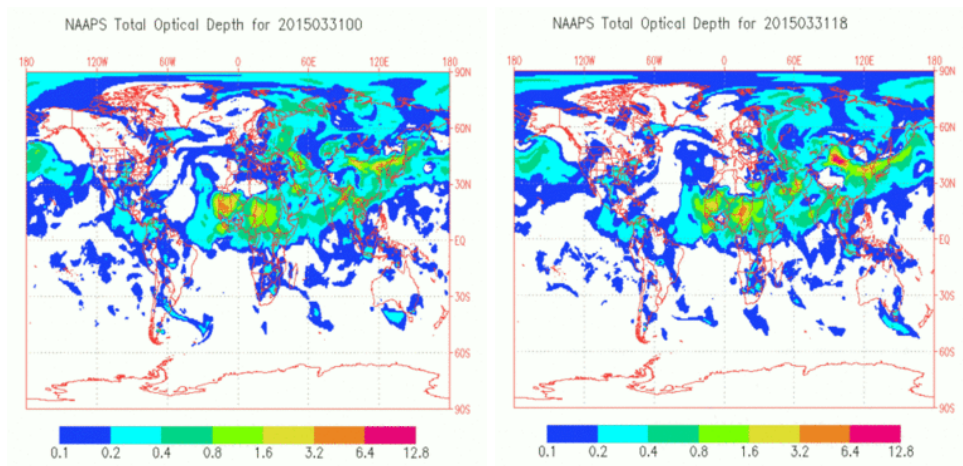 NAAPS Total Optical Depth for 2015033100
180 120W 60W 0 60E 120E 180
90N
60N
30N
EQ
30S
60S
90S
0.1 0.2 0.4 0.8 1.6 3.2 6.4 12.8
NAAPS Total Optical Depth for 2015033118
180 120W 60W 0 60E 120E 180
90N
60N
30N
EQ
30S
60S
90S
0.1 0.2 0.4 0.8 1.6 3.2 6.4 12.8